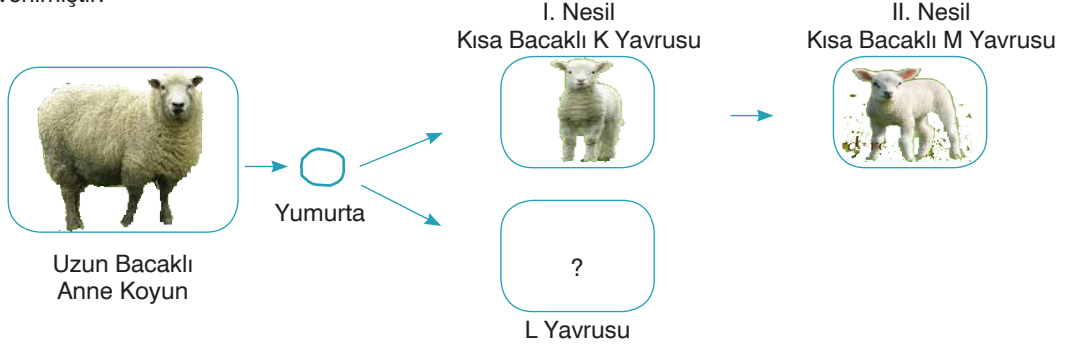 I. Nesil
Kısa Bacaklı K Yavrusu
II. Nesil
Kısa Bacaklı M Yavrusu
Yumurta
Uzun Bacaklı
Anne Koyun
?
L Yavrusu